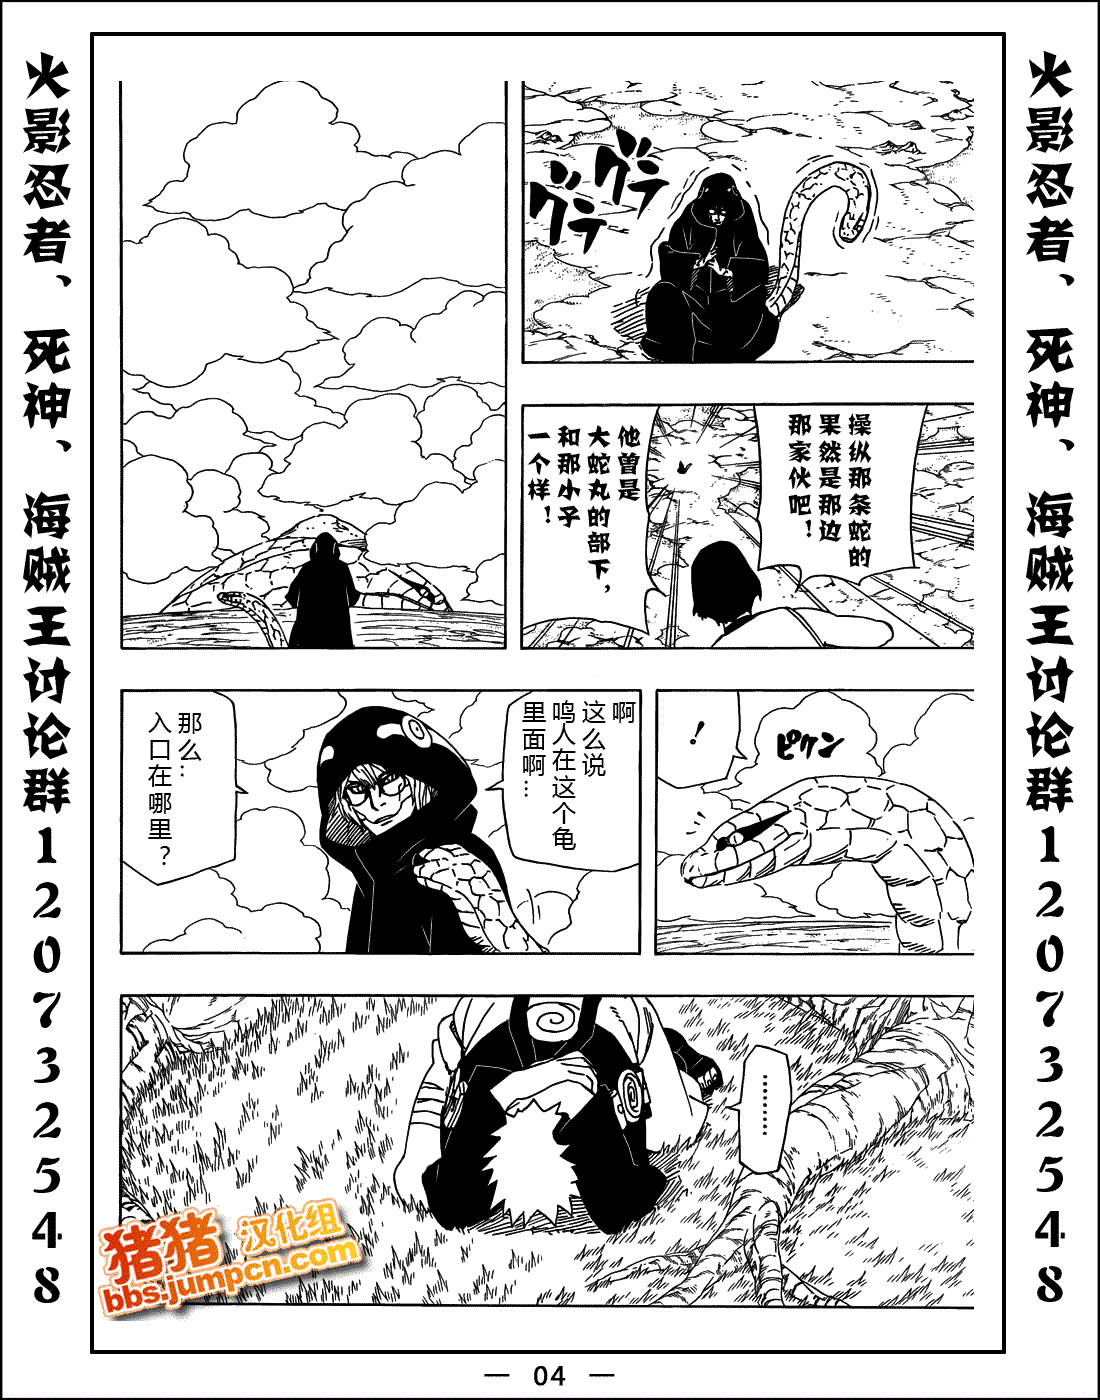 火影忍者、死神、海贼王讨论群120732548
火影忍者、死神、海贼王讨论群120732548
グラ
グラ
操纵那条蛇的
果然是那边
那家伙吧！
他曾是
大蛇丸的部下，
和那小子
一个样！
！
ピクン
啊
这么说
鸣人在这个龟
里面啊…
那么…
入口在哪里？
………
猪猪汉化组
bbs.jumpcn.com
— 04 —